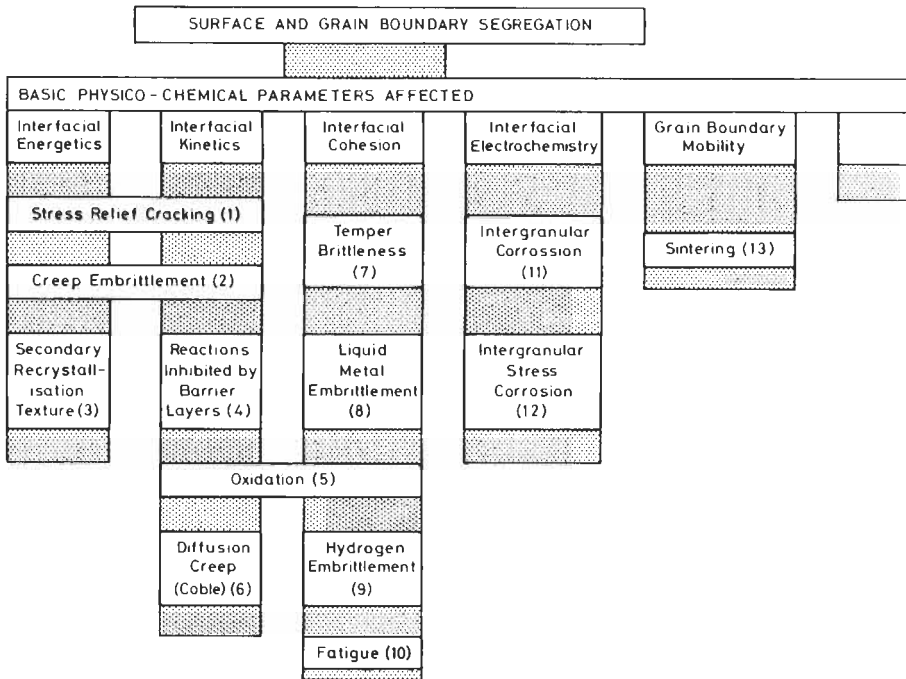 SURFACE AND GRAIN BOUNDARY SEGREGATION
BASIC PHYSICO-CHEMICAL PARAMETERS AFFECTED
Interfacial
Energetics
Interfacial
Kinetics
Interfacial
Cohesion
Interfacial
Electrochemistry
Grain Boundary
Mobility
Stress Relief Cracking (1)
Temper
Brittleness
(7)
Intergranular
Corrossion
(11)
Sintering (13)
Creep Embrittlement (2)
Secondary
Recrystall-
isation
Texture (3)
Reactions
Inhibited by
Barrier
Layers (4)
Liquid
Metal
Embrittlement
(8)
Intergranular
Stress
Corrosion
(12)
Oxidation (5)
Diffusion
Creep
(Coble) (6)
Hydrogen
Embrittlement
(9)
Fatigue (10)